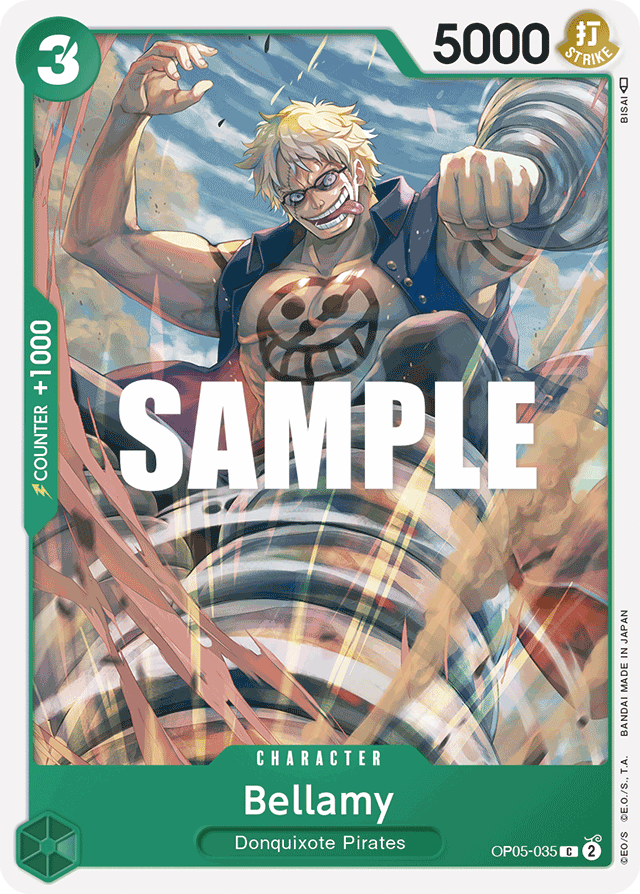 3
5000
打
STRIKE
BISAI
COUNTER +1000
SAMPLE
CHARACTER
Bellamy
Donquixote Pirates
OP05-035 C 2
©EO/S ©E.O./S., T.A. BANDAI MADE IN JAPAN